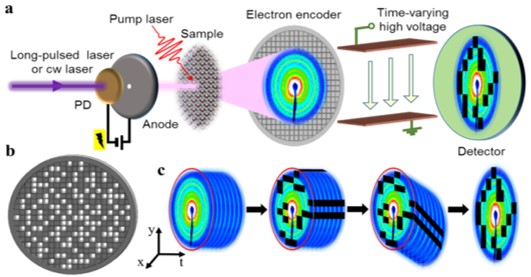 a
Pump laser
Sample
Electron encoder
Time-varying
high voltage
Long-pulsed laser
or cw laser
PD
Anode
Detector
b
c
y
x
t